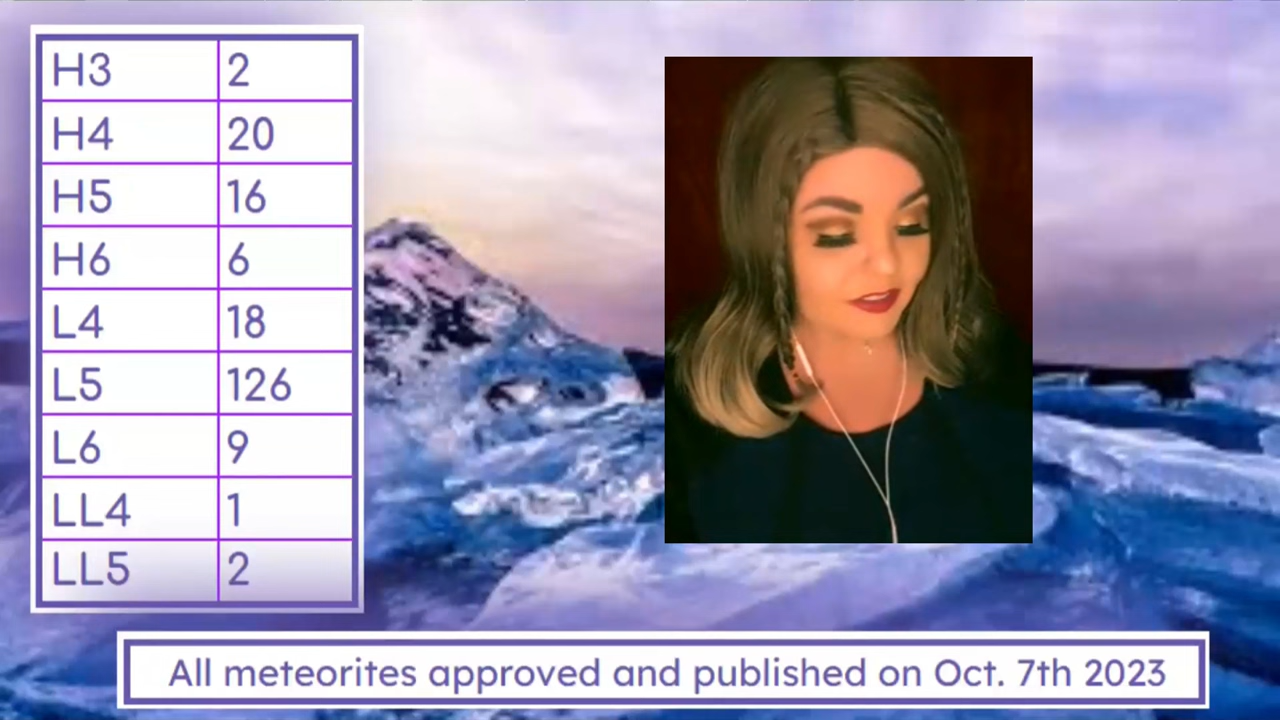 H3 2
H4 20
H5 16
H6 6
L4 18
L5 126
L6 9
LL4 1
LL5 2
All meteorites approved and published on Oct. 7th 2023